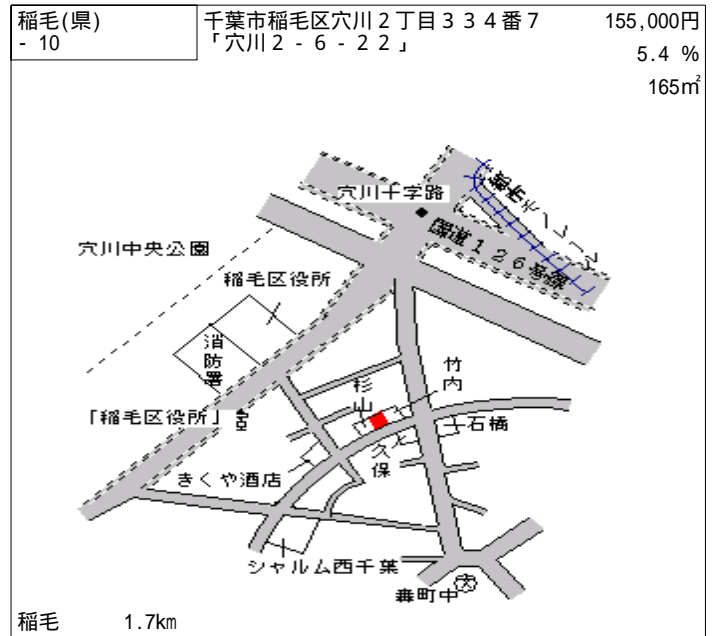 稲毛(県)
- 10
千葉市稲毛区穴川２丁目３３４番７
「穴川２-６-２２」
155,000円
5.4 %
165㎡
穴川十字路
国道１２６号線
穴川中央公園
稲毛区役所
消防署
杉山
竹内
「稲毛区役所」
石橋
久保
きくや酒店
シャルム西千葉
轟町中
稲毛 1.7km